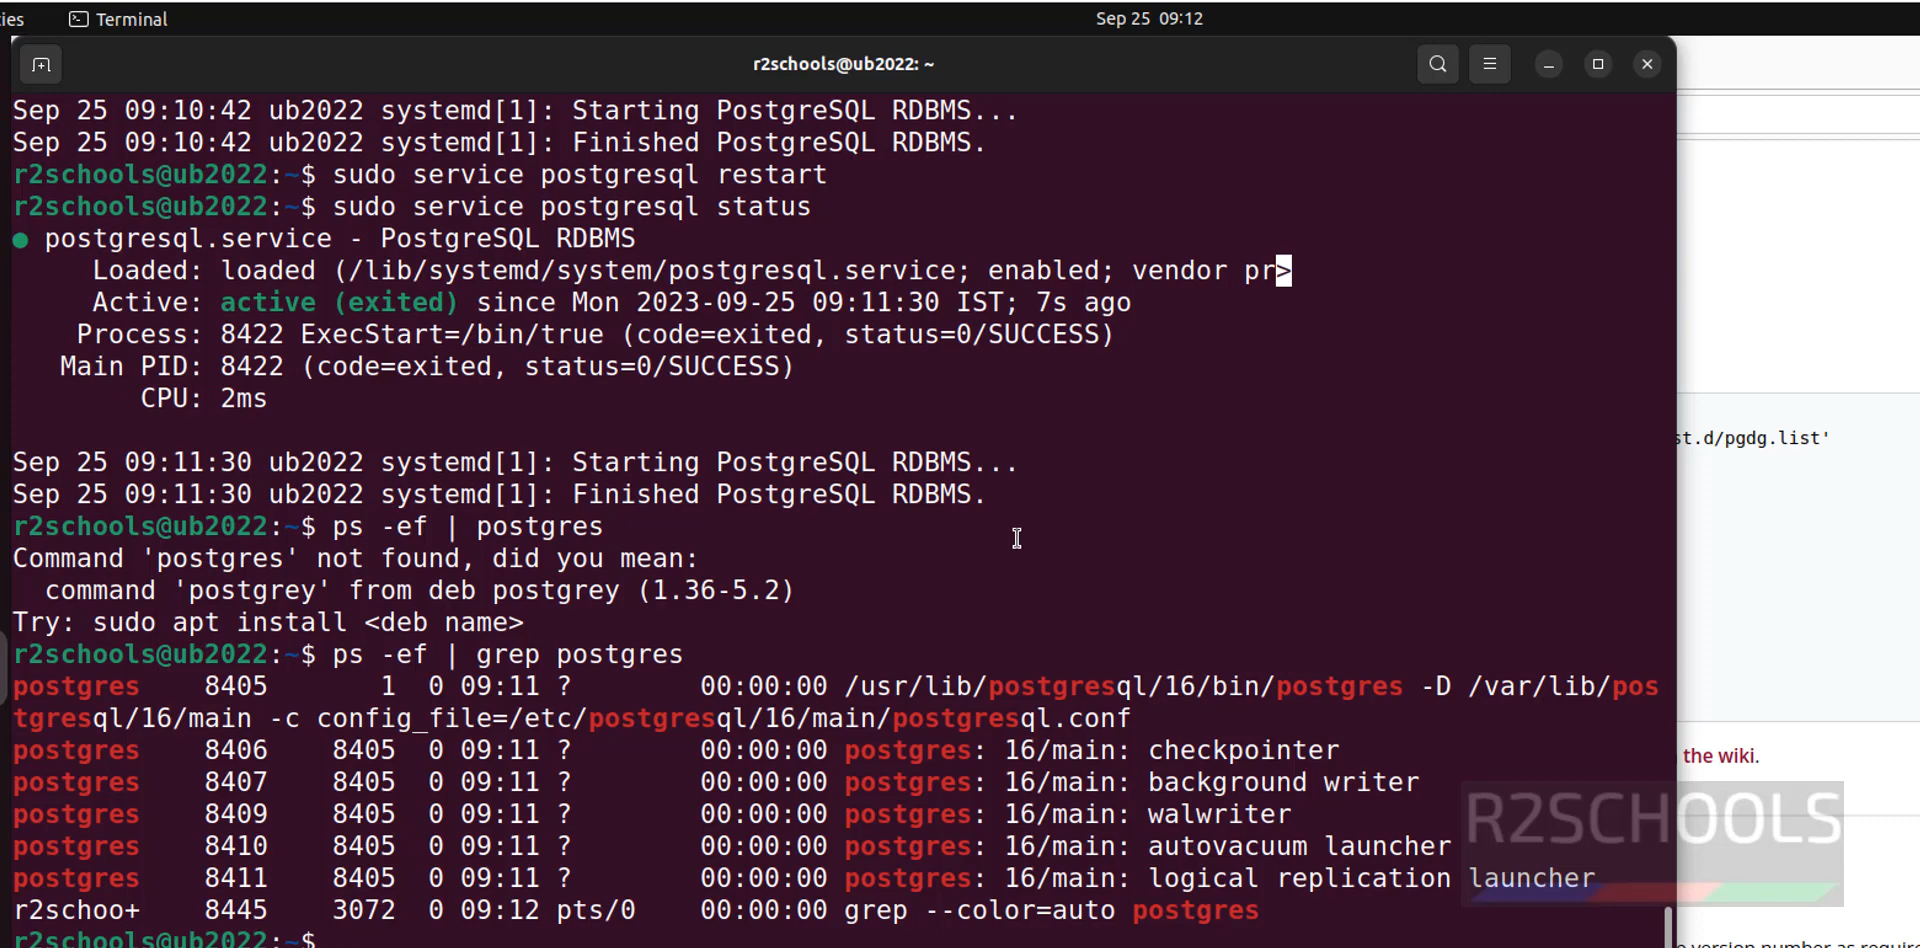 ies Terminal Sep 25 09:12
r2schools@ub2022: ~
Sep 25 09:10:42 ub2022 systemd[1]: Starting PostgreSQL RDBMS...
Sep 25 09:10:42 ub2022 systemd[1]: Finished PostgreSQL RDBMS.
r2schools@ub2022:~$ sudo service postgresql restart
r2schools@ub2022:~$ sudo service postgresql status
● postgresql.service - PostgreSQL RDBMS
Loaded: loaded (/lib/systemd/system/postgresql.service; enabled; vendor pr>
Active: active (exited) since Mon 2023-09-25 09:11:30 IST; 7s ago
Process: 8422 ExecStart=/bin/true (code=exited, status=0/SUCCESS)
Main PID: 8422 (code=exited, status=0/SUCCESS)
CPU: 2ms
Sep 25 09:11:30 ub2022 systemd[1]: Starting PostgreSQL RDBMS...
Sep 25 09:11:30 ub2022 systemd[1]: Finished PostgreSQL RDBMS.
r2schools@ub2022:~$ ps -ef | postgres
Command 'postgres' not found, did you mean:
command 'postgrey' from deb postgrey (1.36-5.2)
Try: sudo apt install <deb name>
r2schools@ub2022:~$ ps -ef | grep postgres
postgres 8405 1 0 09:11 ? 00:00:00 /usr/lib/postgresql/16/bin/postgres -D /var/lib/pos
tgresql/16/main -c config_file=/etc/postgresql/16/main/postgresql.conf
postgres 8406 8405 0 09:11 ? 00:00:00 postgres: 16/main: checkpointer
postgres 8407 8405 0 09:11 ? 00:00:00 postgres: 16/main: background writer
postgres 8409 8405 0 09:11 ? 00:00:00 postgres: 16/main: walwriter
postgres 8410 8405 0 09:11 ? 00:00:00 postgres: 16/main: autovacuum launcher
postgres 8411 8405 0 09:11 ? 00:00:00 postgres: 16/main: logical replication launcher
r2schoo+ 8445 3072 0 09:12 pts/0 00:00:00 grep --color=auto postgres
r2schools@ub2022:~$
st.d/pgdg.list'
the wiki.
R2SCHOOLS
e version number as require